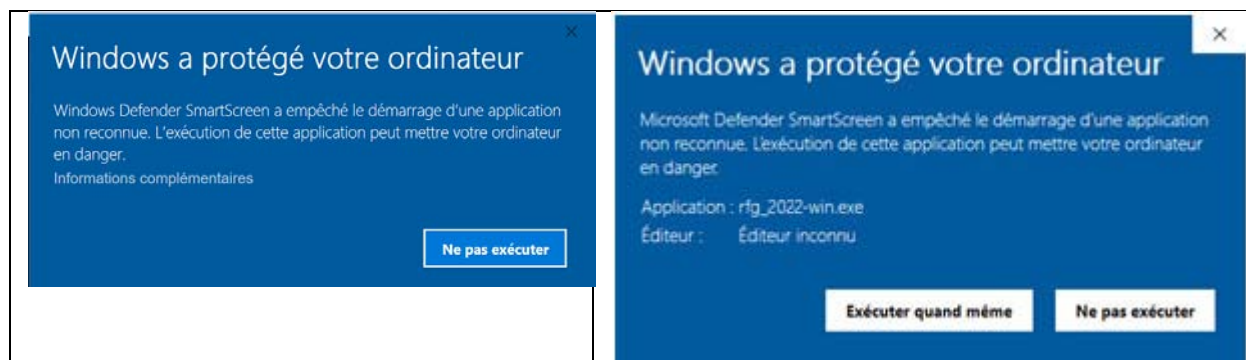 Windows a protégé votre ordinateur
Windows Defender SmartScreen a empêché le démarrage d'une application
non reconnue. L'exécution de cette application peut mettre votre ordinateur
en danger.
Informations complémentaires
Ne pas exécuter
Windows a protégé votre ordinateur
Microsoft Defender SmartScreen a empêché le démarrage d'une application
non reconnue. L'exécution de cette application peut mettre votre ordinateur
en danger.
Application : rfg_2022-win.exe
Éditeur : Éditeur inconnu
Exécuter quand même Ne pas exécuter